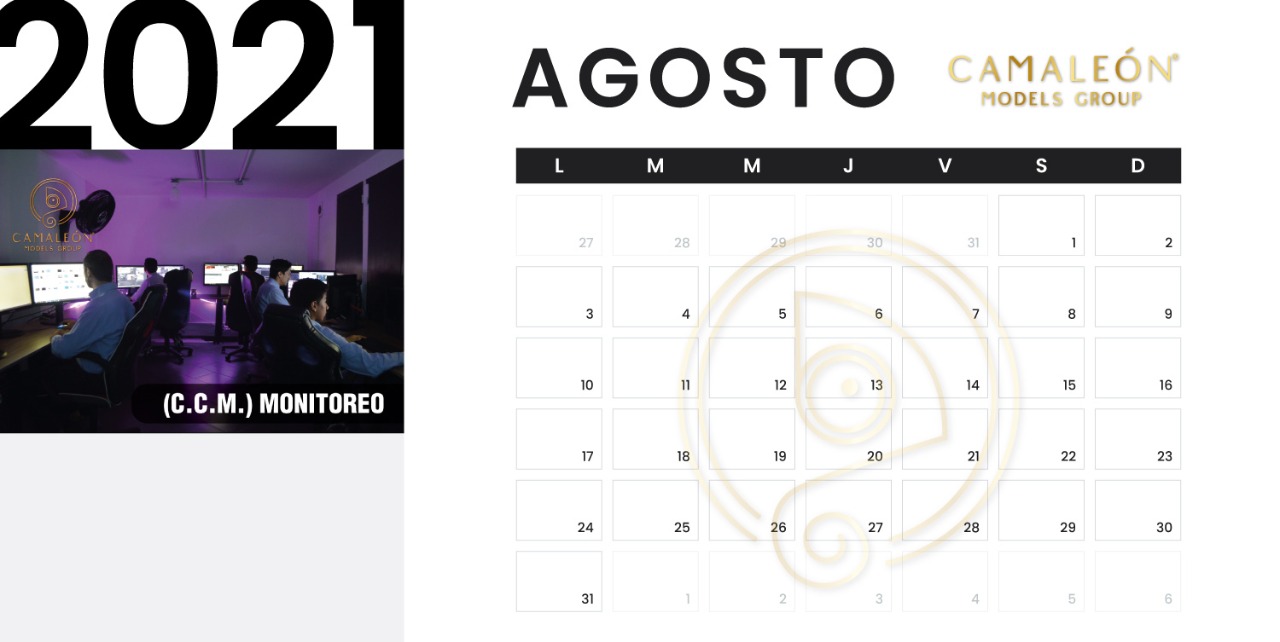 2021
CAMALEÓN
MODELS GROUP
(C.C.M.) MONITOREO
AGOSTO
CAMALEÓN®
MODELS GROUP
L M M J V S D
27 28 29 30 31 1 2
3 4 5 6 7 8 9
10 11 12 13 14 15 16
17 18 19 20 21 22 23
24 25 26 27 28 29 30
31 1 2 3 4 5 6